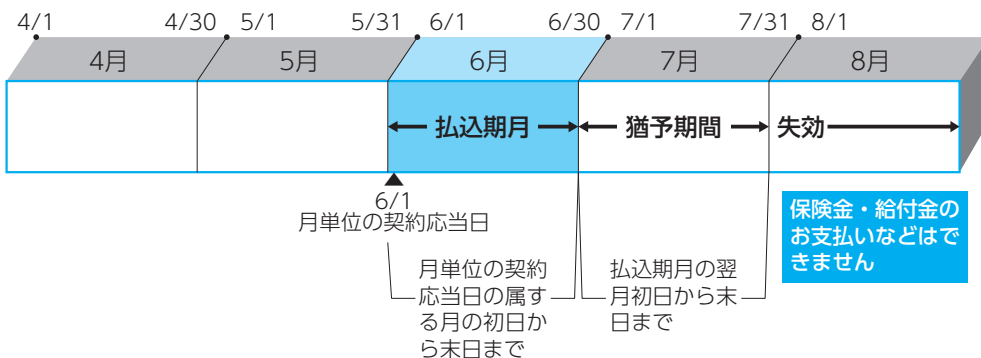 4/1 4/30 5/1 5/31 6/1 6/30 7/1 7/31 8/1
4月 5月 6月 7月 8月
払込期月 猶予期間 失効
6/1
月単位の契約応当日
保険金・給付金の
お支払いなどはで
きません
月単位の契約
応当日の属す
る月の初日か
ら末日まで
払込期月の翌
月初日から末
日まで